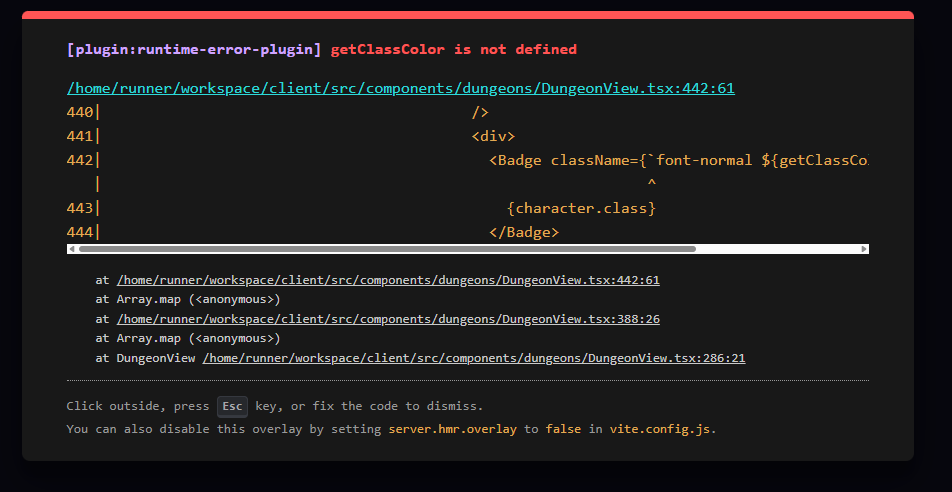 [plugin:runtime-error-plugin] getClassColor is not defined
/home/runner/workspace/client/src/components/dungeons/DungeonView.tsx:442:61
440| />
441| <div>
442| <Badge className={`font-normal ${getClassCo
| ^
443| {character.class}
444| </Badge>
at /home/runner/workspace/client/src/components/dungeons/DungeonView.tsx:442:61
at Array.map (<anonymous>)
at /home/runner/workspace/client/src/components/dungeons/DungeonView.tsx:388:26
at Array.map (<anonymous>)
at DungeonView /home/runner/workspace/client/src/components/dungeons/DungeonView.tsx:286:21
Click outside, press Esc key, or fix the code to dismiss.
You can also disable this overlay by setting server.hmr.overlay to false in vite.config.js.